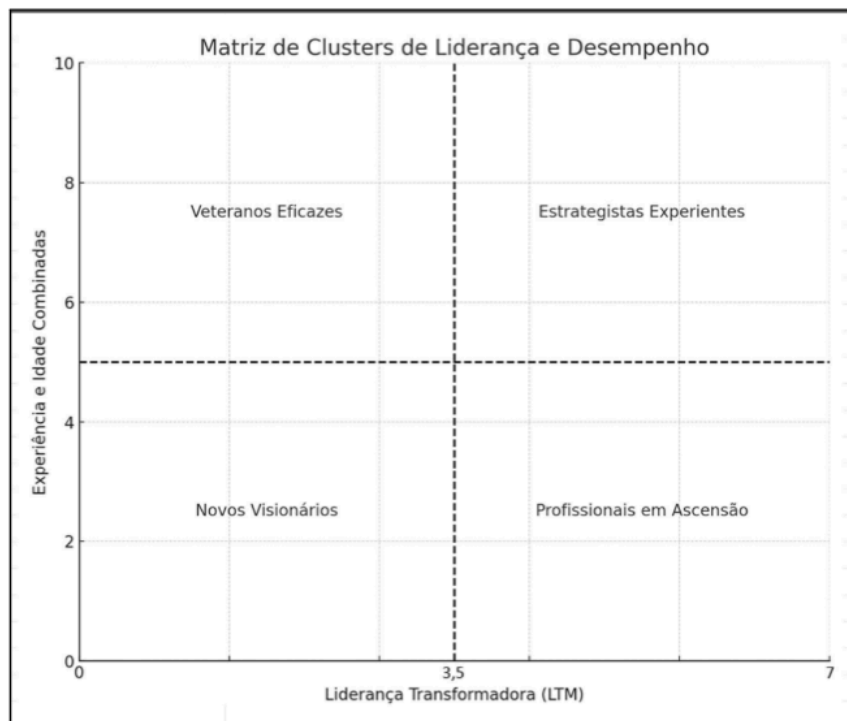 Matriz de Clusters de Liderança e Desempenho
10
8
Veteranos Eficazes
Estrategistas Experientes
6
Experiência e Idade Combinadas
4
Novos Visionários
Profissionais em Ascensão
2
0
0
3,5
7
Liderança Transformadora (LTM)